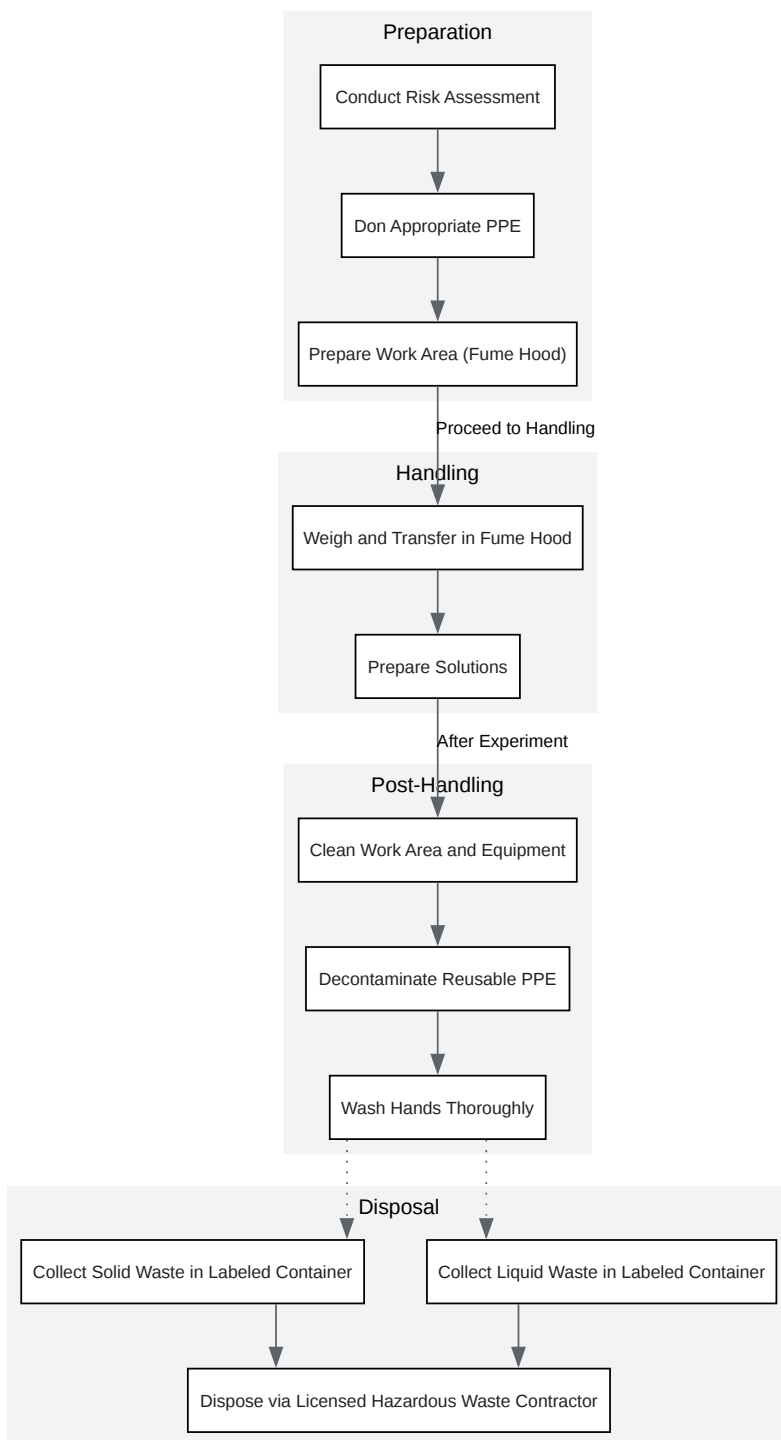 Preparation
Conduct Risk Assessment
Don Appropriate PPE
Prepare Work Area (Fume Hood)
Proceed to Handling
Handling
Weigh and Transfer in Fume Hood
Prepare Solutions
After Experiment
Post-Handling
Clean Work Area and Equipment
Decontaminate Reusable PPE
Wash Hands Thoroughly
Disposal
Collect Solid Waste in Labeled Container
Collect Liquid Waste in Labeled Container
Dispose via Licensed Hazardous Waste Contractor